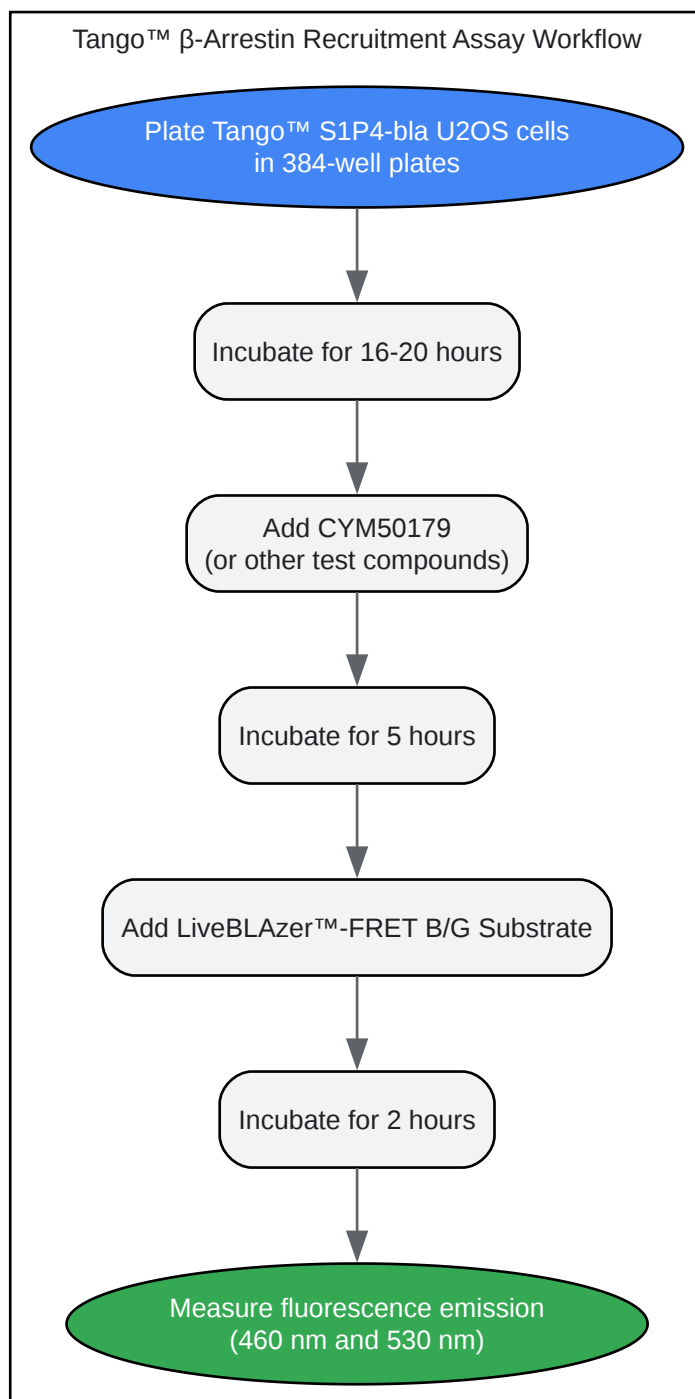 Tango™ β-Arrestin Recruitment Assay Workflow
Plate Tango™ S1P4-bla U2OS cells
in 384-well plates
Incubate for 16-20 hours
Add CYM50179
(or other test compounds)
Incubate for 5 hours
Add LiveBLAzer™-FRET B/G Substrate
Incubate for 2 hours
Measure fluorescence emission
(460 nm and 530 nm)